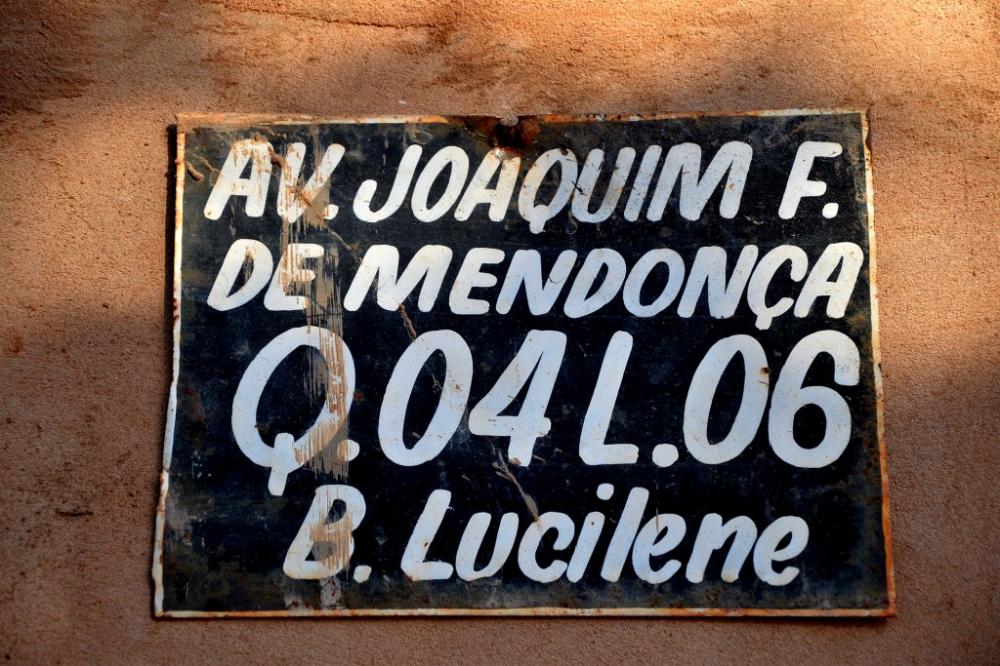 AV. JOAQUIM F.
DE MENDONÇA
Q. 04 L. 06
B. Lucilene